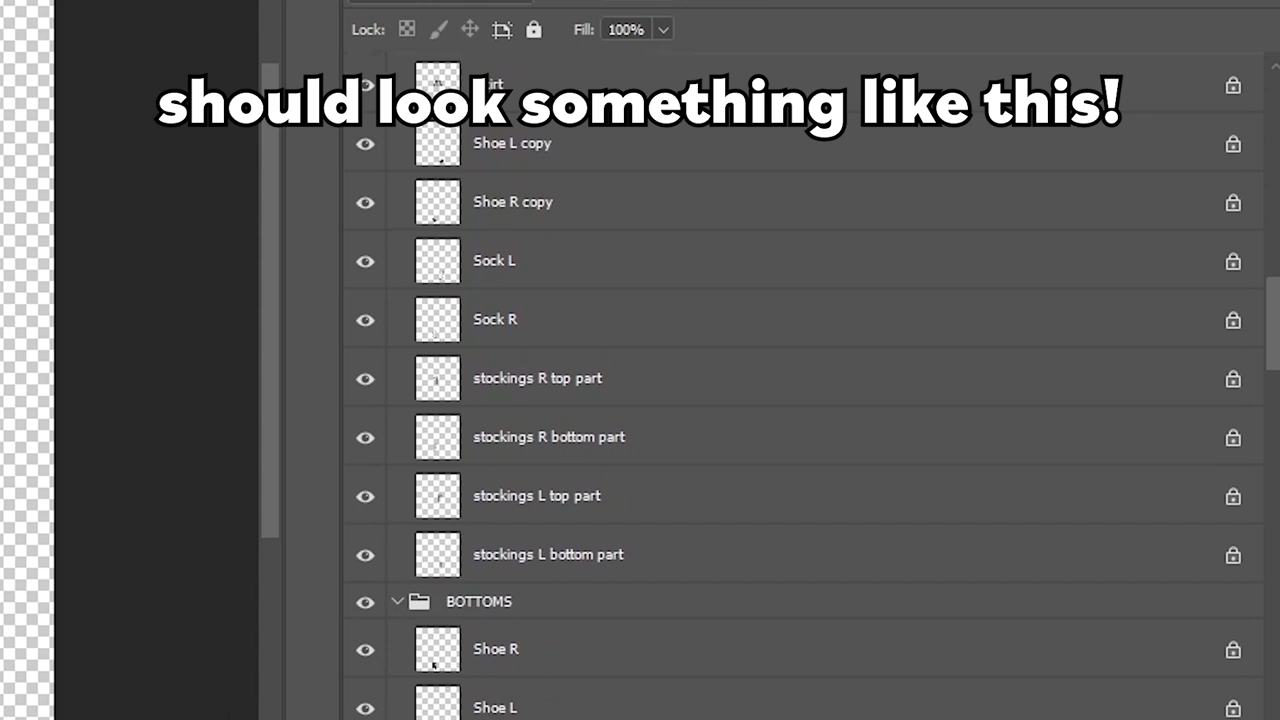 Lock:
Fill: 100%
should look something like this!
Shoe L copy
Shoe R copy
Sock L
Sock R
stockings R top part
stockings R bottom part
stockings L top part
stockings L bottom part
BOTTOMS
Shoe R
Shoe L